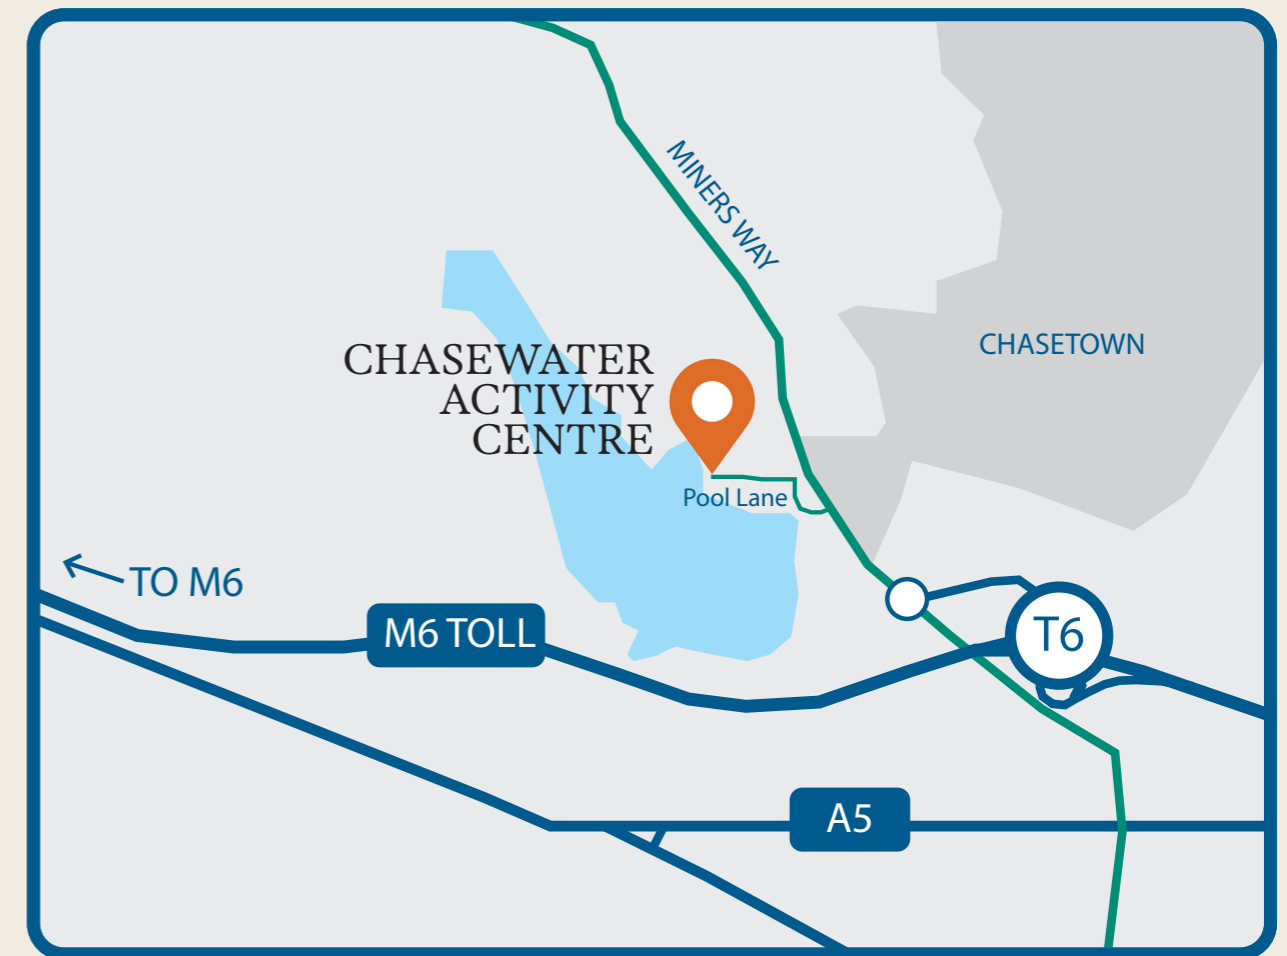 MINERS WAY
CHASETOWN
CHASEWATER
ACTIVITY
CENTRE
Pool Lane
TO M6
M6 TOLL
T6
A5